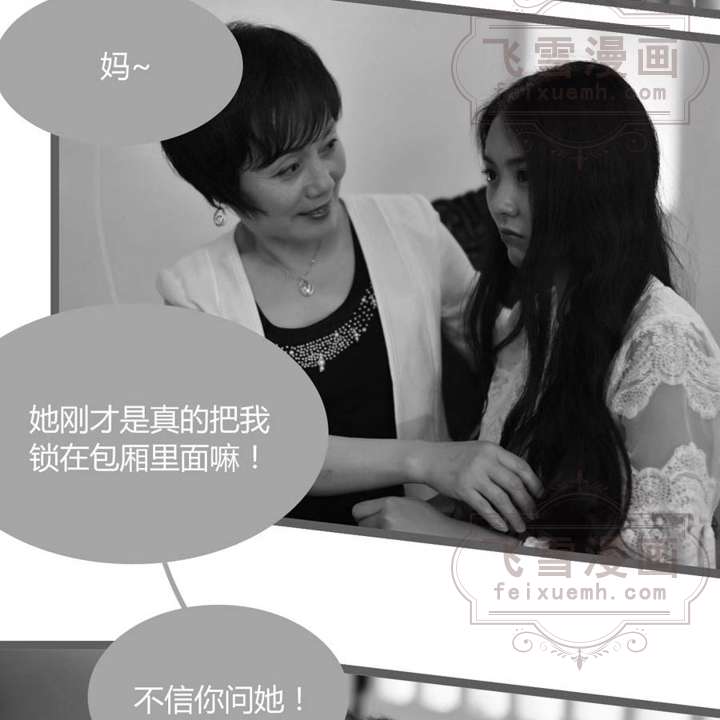 妈~
飞雪漫画
feixuemh.com
她刚才是真的把我
锁在包厢里面嘛！
飞雪漫画
feixuemh.com
不信你问她！